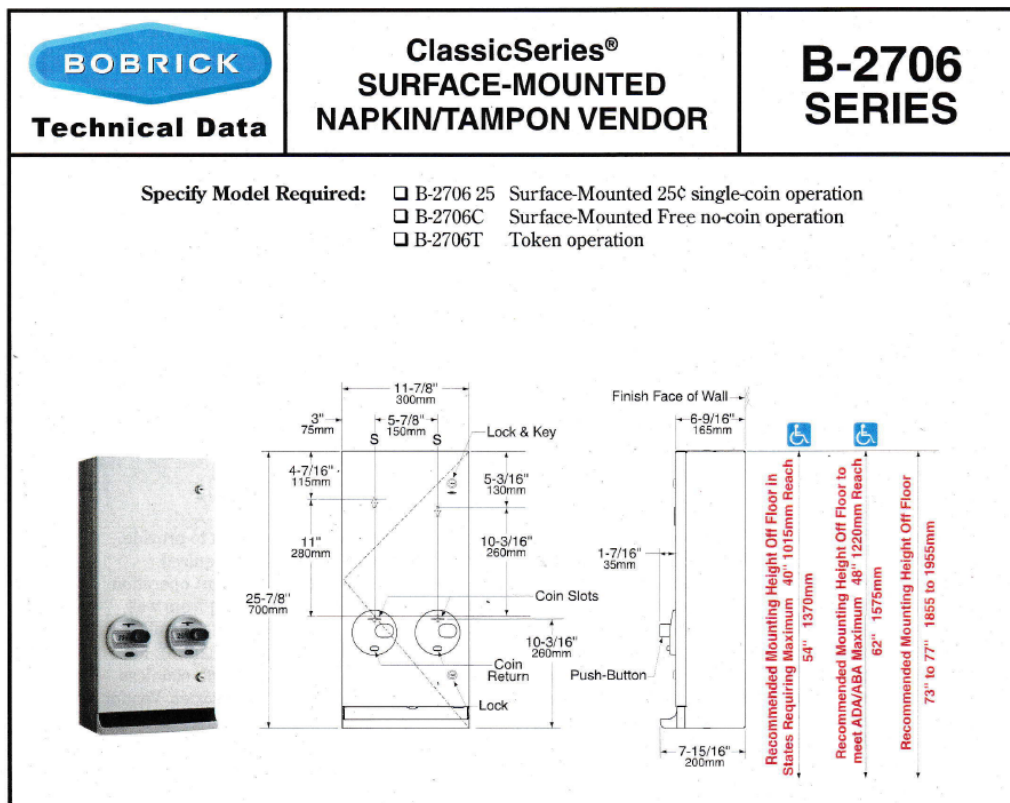 BOBRICK
Technical Data
ClassicSeries®
SURFACE-MOUNTED
NAPKIN/TAMPON VENDOR
B-2706
SERIES
Specify Model Required:
❑ B-2706 25 Surface-Mounted 25¢ single-coin operation
❑ B-2706C Surface-Mounted Free no-coin operation
❑ B-2706T Token operation
11-7/8"
300mm
3"
75mm
5-7/8"
150mm
S
S
Lock & Key
4-7/16"
115mm
5-3/16"
130mm
11"
280mm
10-3/16"
260mm
25-7/8"
700mm
Coin Slots
10-3/16"
260mm
Coin
Return
Lock
Finish Face of Wall
6-9/16"
165mm
1-7/16"
35mm
Push-Button
7-15/16"
200mm
Recommended Mounting Height Off Floor in
States Requiring Maximum 40" 1015mm Reach
54" 1370mm
Recommended Mounting Height Off Floor to
meet ADA/ABA Maximum 48" 1220mm Reach
62" 1575mm
Recommended Mounting Height Off Floor
73" to 77" 1855 to 1955mm